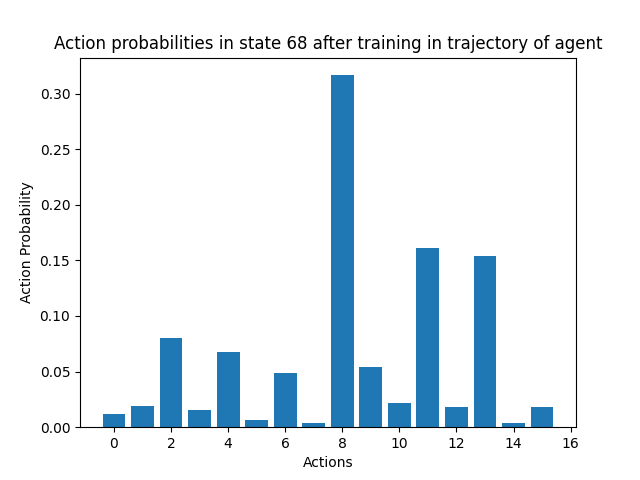 Action probabilities in state 68 after training in trajectory of agent
0.30
0.25
0.20
0.15
0.10
0.05
0.00
Action Probability
0 2 4 6 8 10 12 14 16
Actions